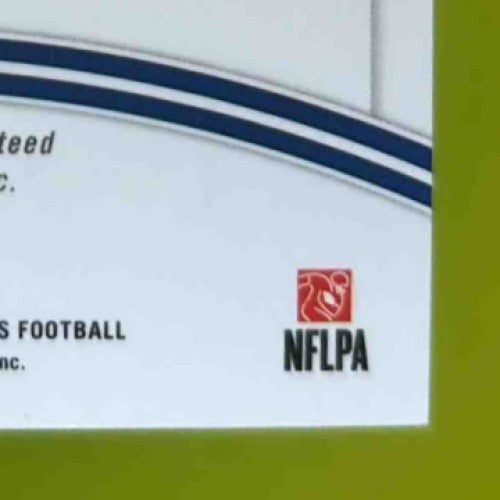 teed
c.
S FOOTBALL
nc.
NFLPA